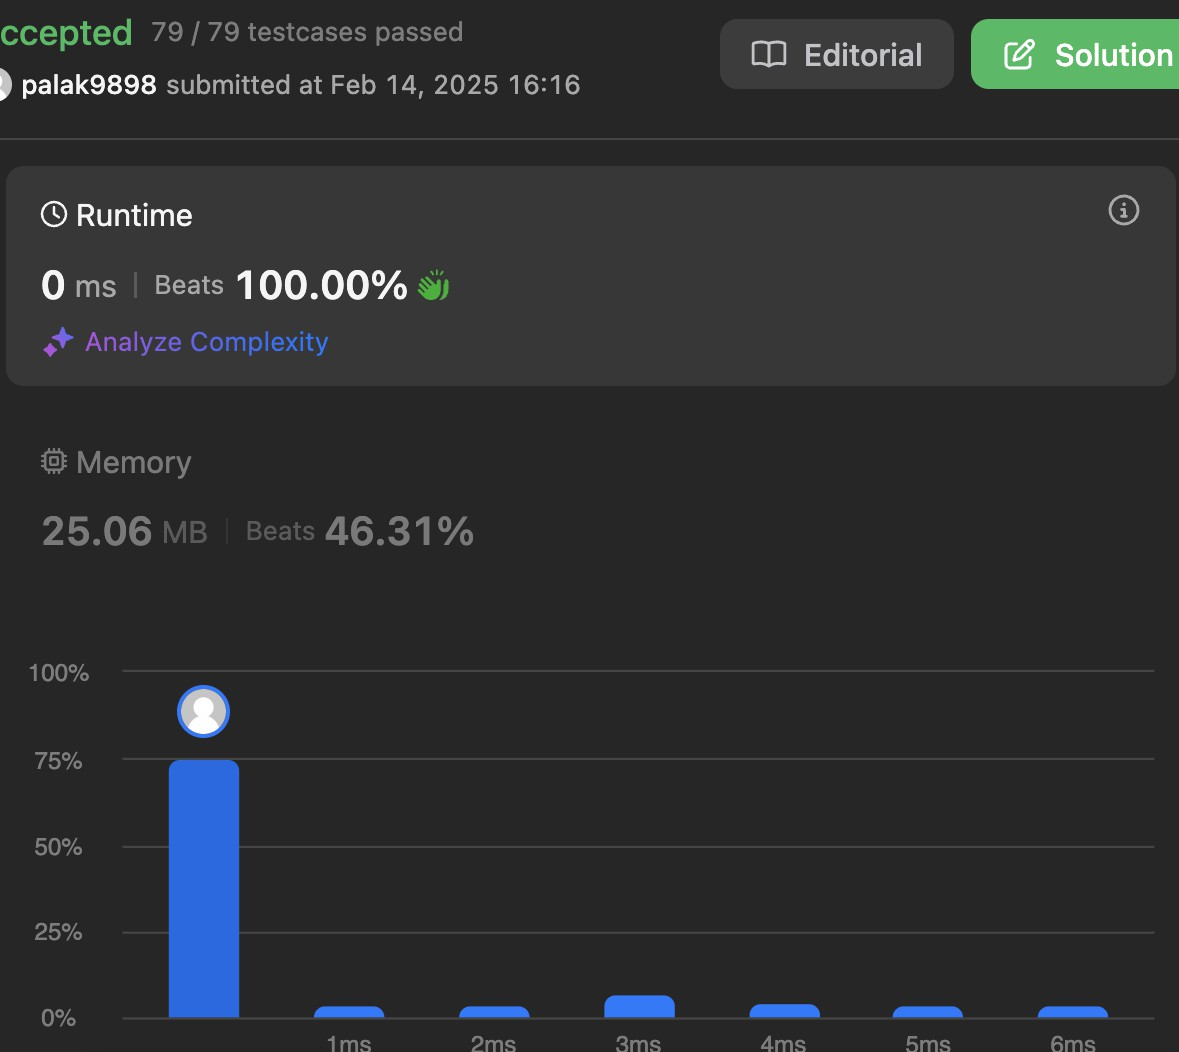 ccepted 79 / 79 testcases passed
Editorial
Solution
palak9898 submitted at Feb 14, 2025 16:16
Runtime
0 ms | Beats 100.00%
Analyze Complexity
Memory
25.06 MB | Beats 46.31%
100%
75%
50%
25%
0%
1ms 2ms 3ms 4ms 5ms 6ms